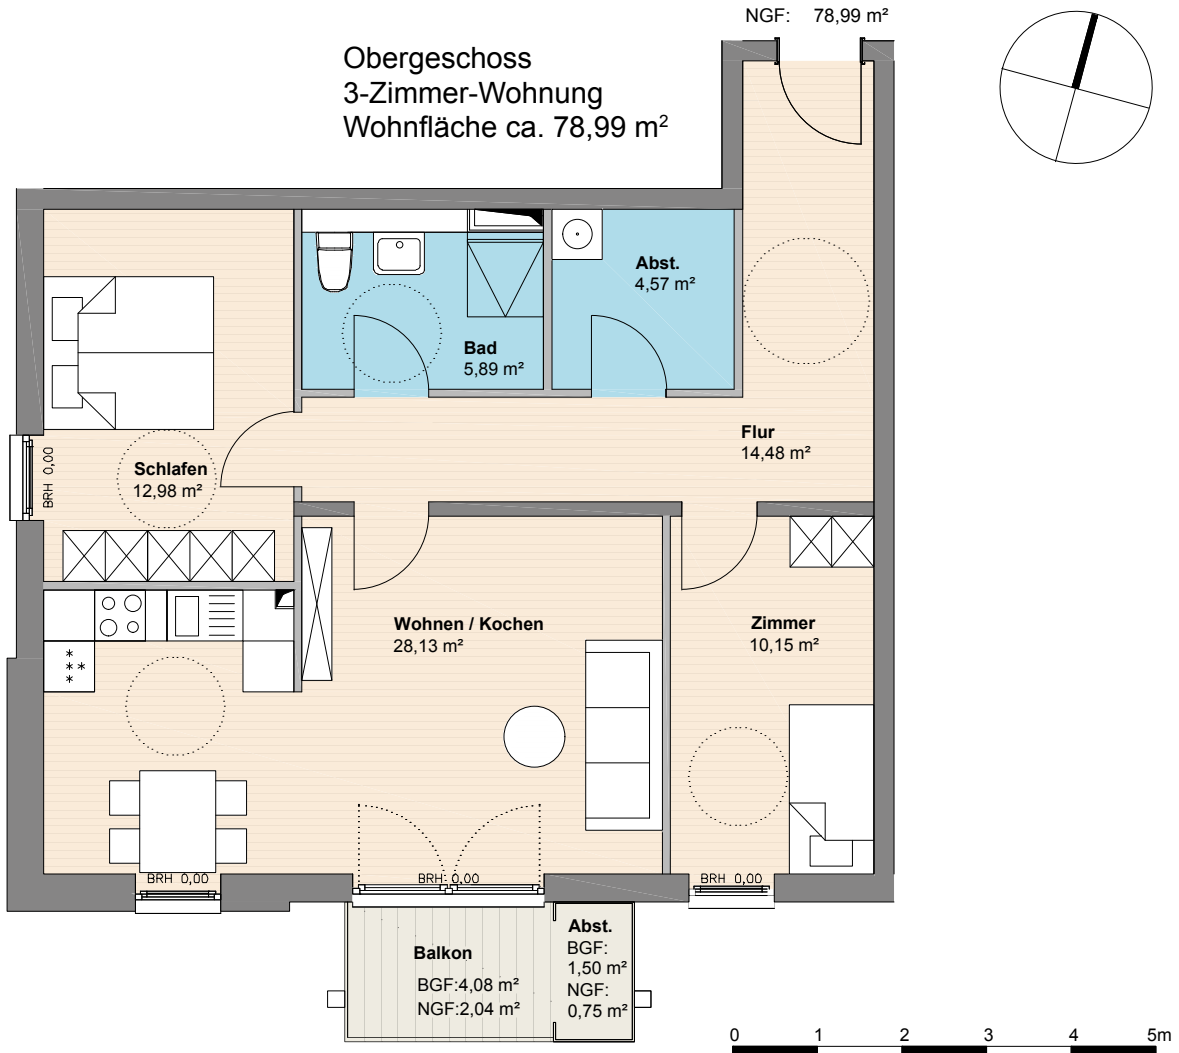 NGF: 78,99 m²
Obergeschoss
3-Zimmer-Wohnung
Wohnfläche ca. 78,99 m²
Abst.
4,57 m²
Bad
5,89 m²
Flur
14,48 m²
Schlafen
12,98 m²
BRH 0,00
Wohnen / Kochen
28,13 m²
Zimmer
10,15 m²
BRH 0,00
BRH 0,00
BRH 0,00
Balkon
BGF:4,08 m²
NGF:2,04 m²
Abst.
BGF:
1,50 m²
NGF:
0,75 m²
0 1 2 3 4 5m